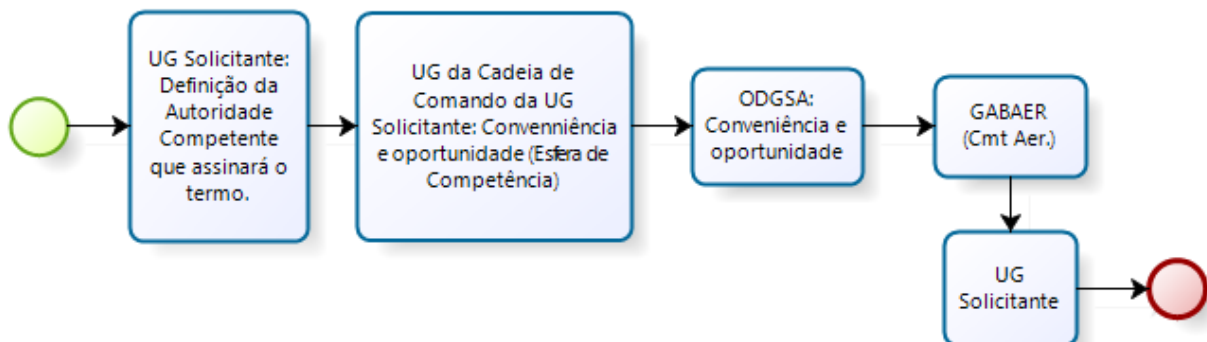 UG Solicitante:
Definição da
Autoridade
Competente
que assinará o
termo.
UG da Cadeia de
Comando da UG
Solicitante: Convenniência
e oportunidade (Esfera de
Competência)
ODGSA:
Conveniência e
oportunidade
GABAER
(Cmt Aer.)
UG
Solicitante